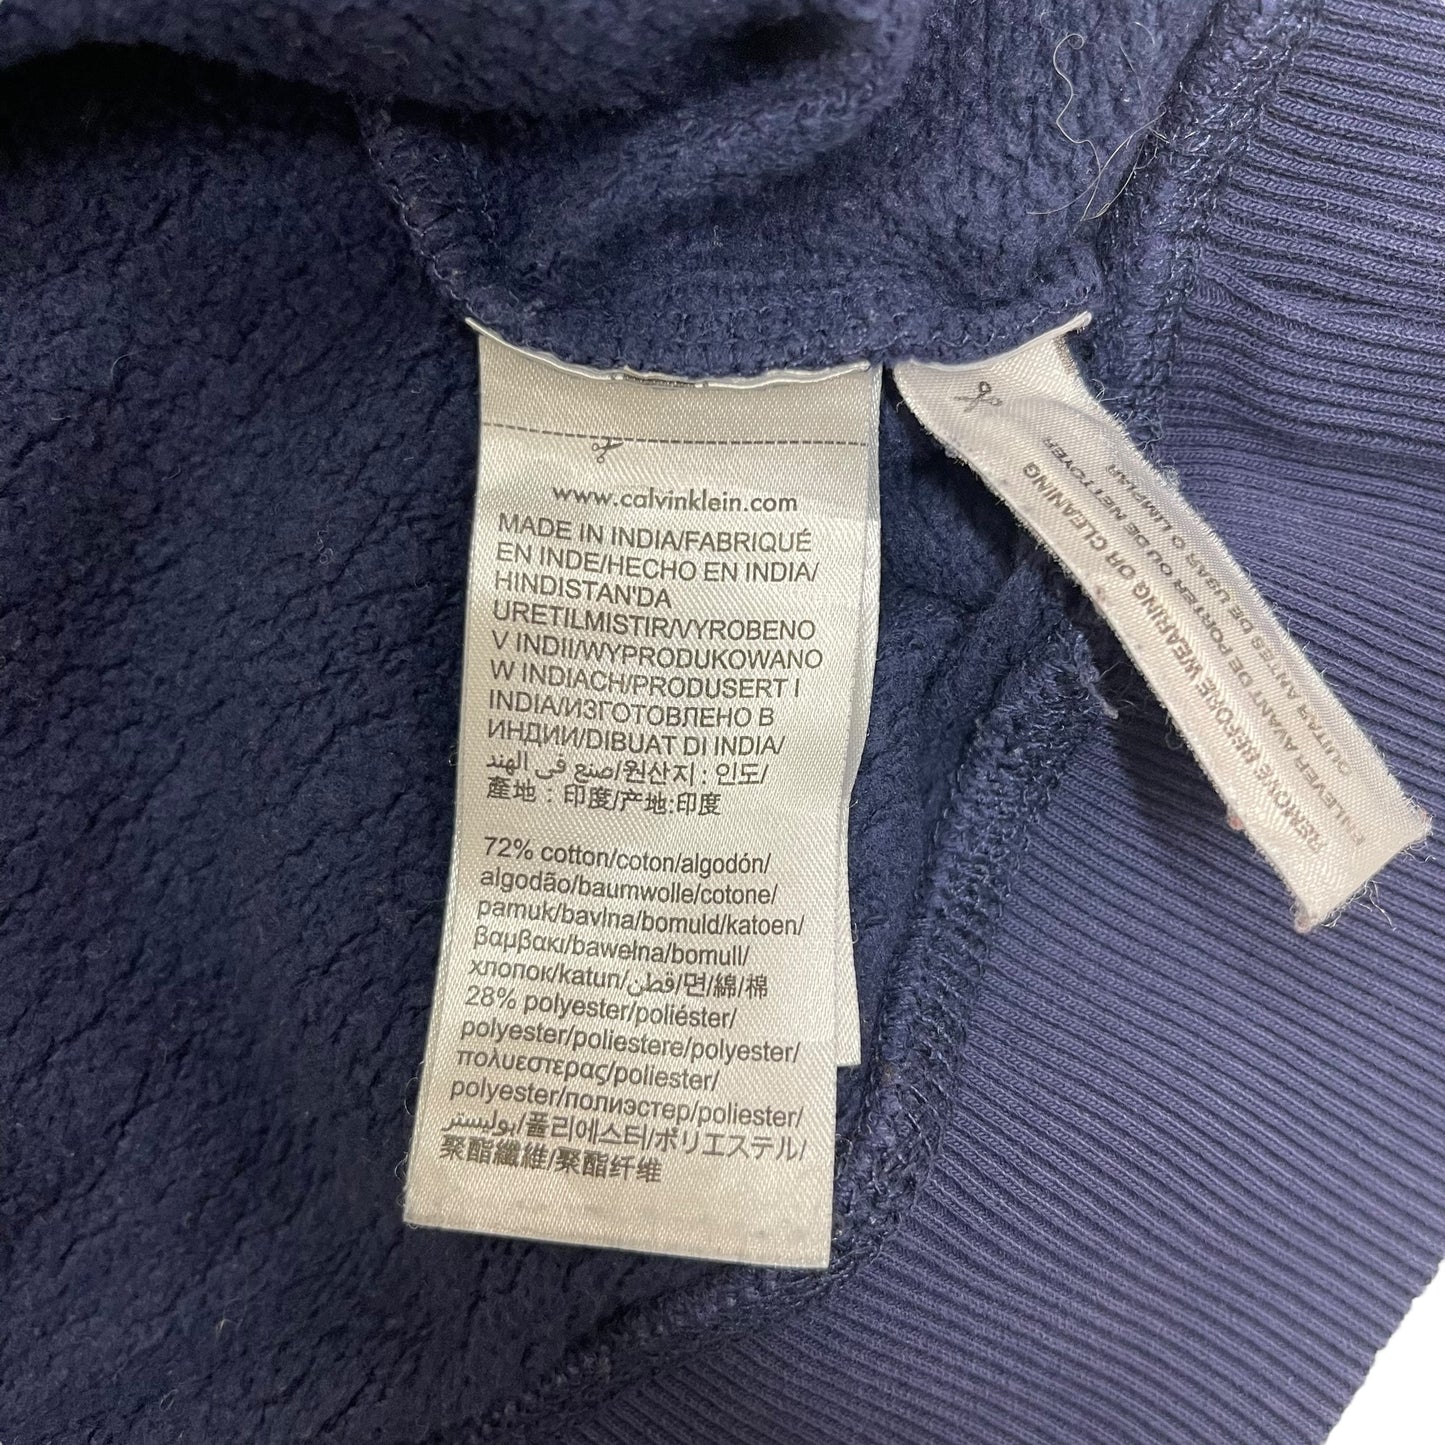 www.calvinklein.com
MADE IN INDIA/FABRIQUÉ
EN INDE/HECHO EN INDIA/
HINDISTAN'DA
URETILMISTIR/VYROBENO
V INDII/WYPRODUKOWANO
W INDIACH/PRODUSERT I
INDIA/ИЗГОТОВЛЕНО В
ИНДИИ/DIBUAT DI INDIA/
صنع في الهند/원산지 : 인도/
產地 : 印度/产地:印度
72% cotton/coton/algodón/
algodão/baumwolle/cotone/
pamuk/bavlna/bomuld/katoen/
βαμβακι/bawełna/bomull/
хлопок/katun/قطن/면/綿/棉
28% polyester/poliéster/
polyester/poliestere/polyester/
πολυεστερας/poliester/
polyester/полиэстер/poliester/
بوليستر/폴리에스터/ポリエステル/
聚酯纖維/聚酯纤维
REMOVE BEFORE WEARING OR CLEANING
ENLEVER AVANT DE PORTER OU DE NETTOYER
QUITAR ANTES DE USAR O LIMPIAR